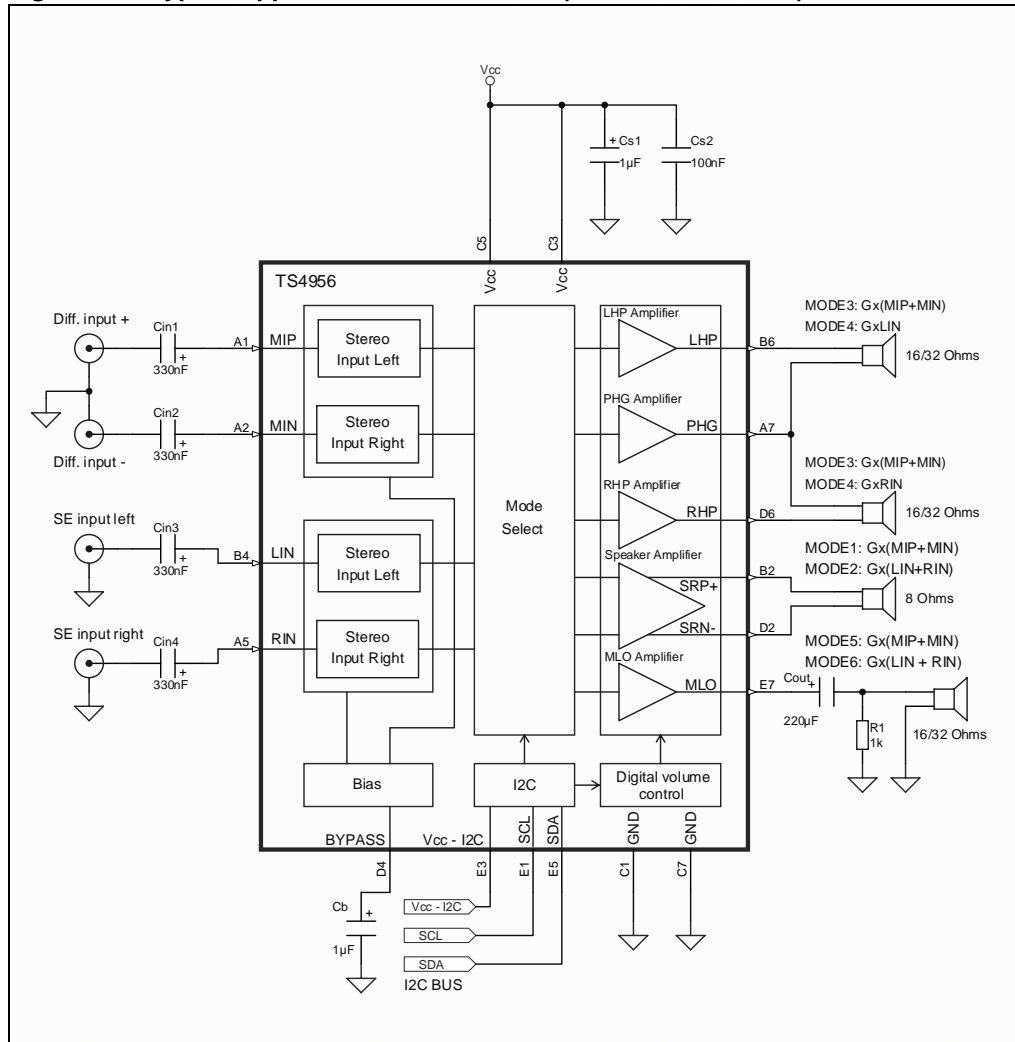 Vcc
+ Cs1
1µF
Cs2
100nF
C5
C3
Vcc
Vcc
TS4956
Diff. input +
Cin1
+
330nF
A1
MIP
Stereo
Input Left
Cin2
+
330nF
A2
MIN
Stereo
Input Right
Diff. input -
SE input left
Cin3
+
330nF
B4
LIN
Stereo
Input Left
SE input right
Cin4
+
330nF
A5
RIN
Stereo
Input Right
Mode
Select
LHP Amplifier
LHP
B6
MODE3: Gx(MIP+MIN)
MODE4: GxLIN
16/32 Ohms
PHG Amplifier
PHG
A7
MODE3: Gx(MIP+MIN)
MODE4: GxRIN
16/32 Ohms
RHP Amplifier
RHP
D6
MODE1: Gx(MIP+MIN)
MODE2: Gx(LIN+RIN)
Speaker Amplifier
SRP+
SRN-
B2
D2
8 Ohms
MODE5: Gx(MIP+MIN)
MODE6: Gx(LIN + RIN)
MLO Amplifier
MLO
E7
Cout
+
220µF
R1
1k
16/32 Ohms
Bias
I2C
Digital volume
control
BYPASS
Vcc - I2C
SCL
SDA
GND
GND
D4
E3
E1
E5
C1
C7
Cb
+
1µF
Vcc - I2C
SCL
SDA
I2C BUS